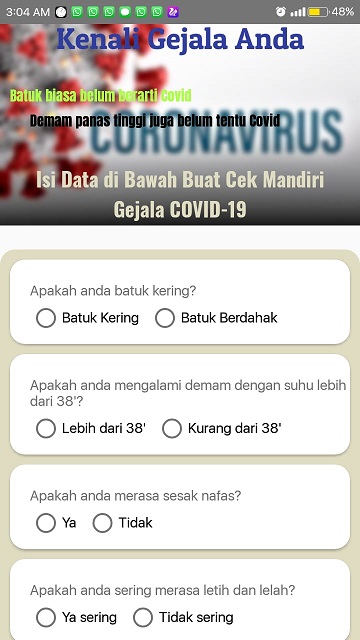 3:04 AM
48%
Kenali Gejala Anda
Batuk biasa belum berarti covid
Demam panas tinggi juga belum tentu Covid
CORONAVIRUS
Isi Data di Bawah Buat Cek Mandiri
Gejala COVID-19
Apakah anda batuk kering?
Batuk Kering
Batuk Berdahak
Apakah anda mengalami demam dengan suhu lebih
dari 38'?
Lebih dari 38'
Kurang dari 38'
Apakah anda merasa sesak nafas?
Ya
Tidak
Apakah anda sering merasa letih dan lelah?
Ya sering
Tidak sering